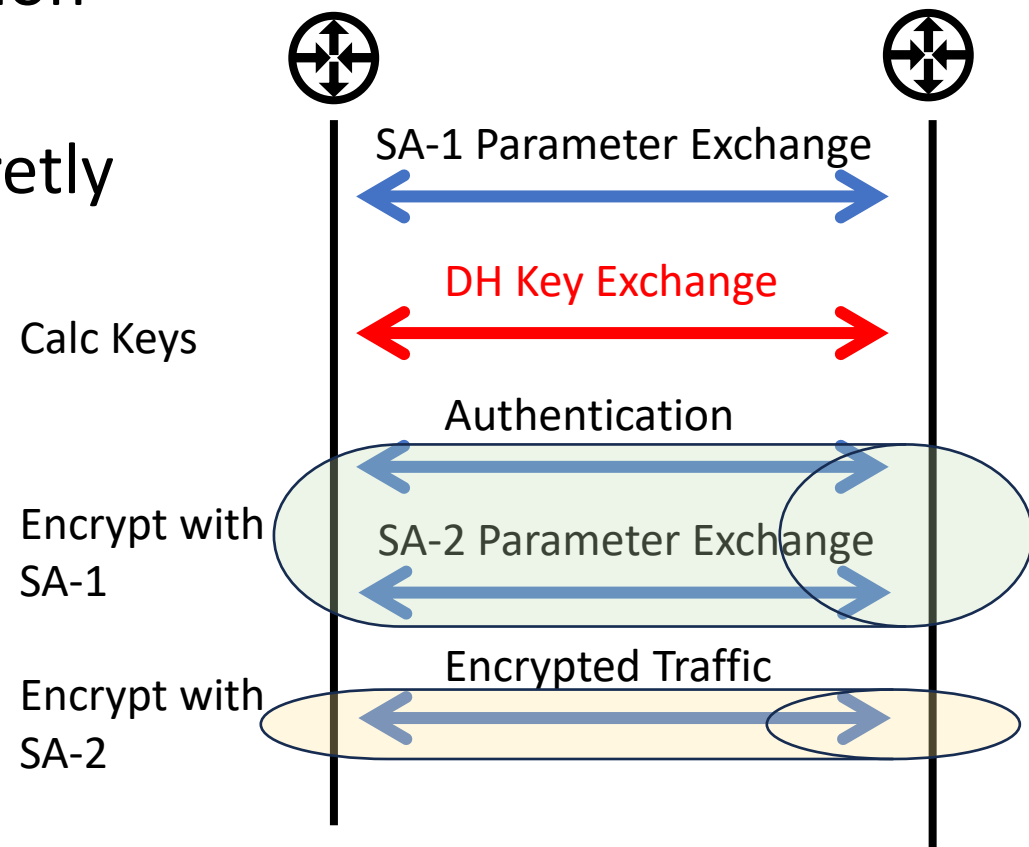 SA-1 Parameter Exchange
DH Key Exchange
Calc Keys
Authentication
Encrypt with
SA-1
SA-2 Parameter Exchange
Encrypted Traffic
Encrypt with
SA-2